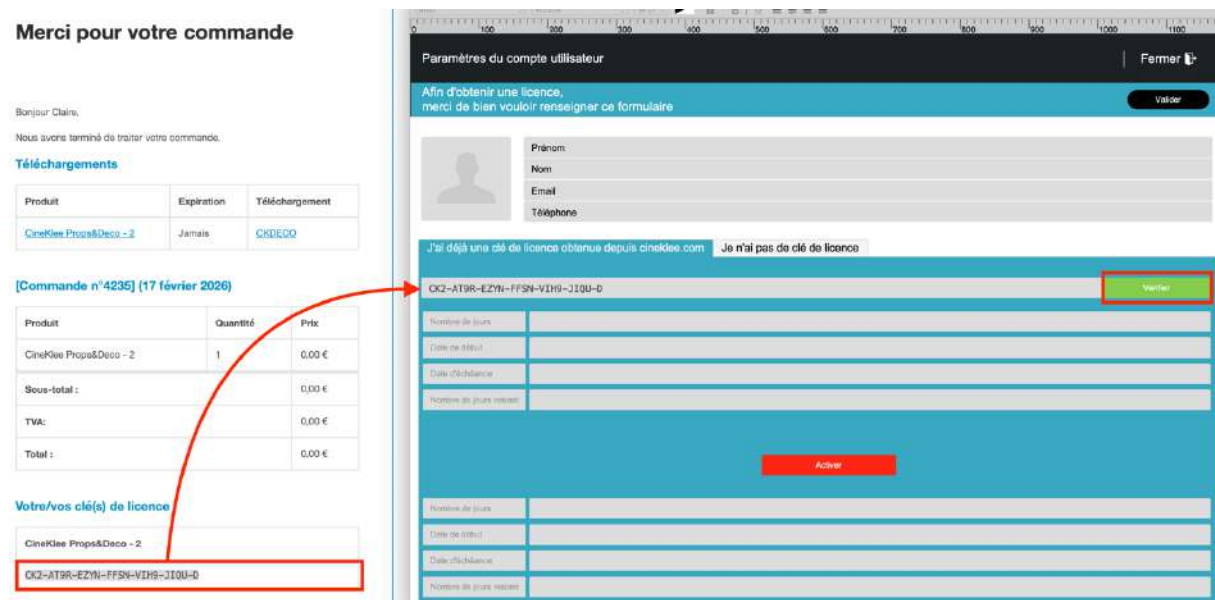 Merci pour votre commande
Bonjour Claire,
Nous avons terminé de traiter votre commande.
Téléchargements
Produit Expiration Téléchargement
CineKlee Props&Deco - 2 Jamais CKDECO
[Commande n°4235] (17 février 2026)
Produit Quantité Prix
CineKlee Props&Deco - 2 1 0,00 €
Sous-total : 0,00 €
TVA: 0,00 €
Total : 0,00 €
Votre/vos clé(s) de licence
CineKlee Props&Deco - 2
CK2-AT9R-EZYN-FFSN-VIH9-JIQU-D
0 100 200 300 400 500 600 700 800 900 1000 1100
Paramètres du compte utilisateur Fermer
Afin d'obtenir une licence,
merci de bien vouloir renseigner ce formulaire Valider
Prénom
Nom
Email
Téléphone
J'ai déjà une clé de licence obtenue depuis cineklee.com Je n'ai pas de clé de licence
CK2-AT9R-EZYN-FFSN-VIH9-JIQU-D Verifier
Nombre de jours
Date de début
Date d'échéance
Nombre de jours restant
Activer
Nombre de jours
Date de début
Date d'échéance
Nombre de jours restant